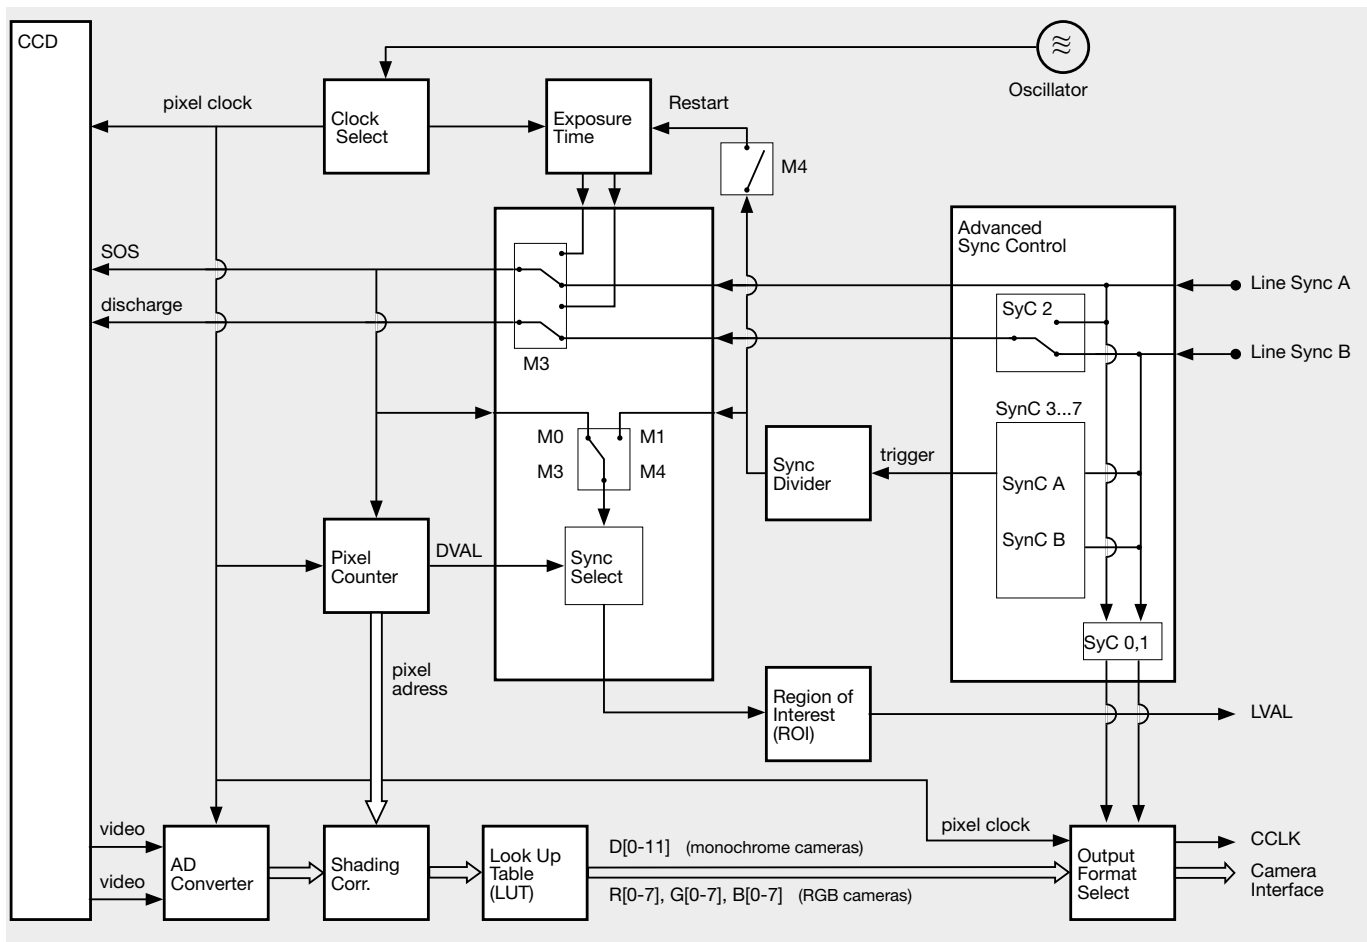 CCD
Oscillator
pixel clock
Clock
Select
Exposure
Time
Restart
M4
Advanced
Sync Control
SOS
discharge
Line Sync A
SyC 2
Line Sync B
M3
SynC 3...7
M0
M1
M3
M4
trigger
Sync
Divider
SynC A
SynC B
Pixel
Counter
DVAL
Sync
Select
SyC 0,1
pixel
adress
Region of
Interest
(ROI)
LVAL
video
video
AD
Converter
Shading
Corr.
Look Up
Table
(LUT)
D[0-11] (monochrome cameras)
R[0-7], G[0-7], B[0-7] (RGB cameras)
pixel clock
Output
Format
Select
CCLK
Camera
Interface